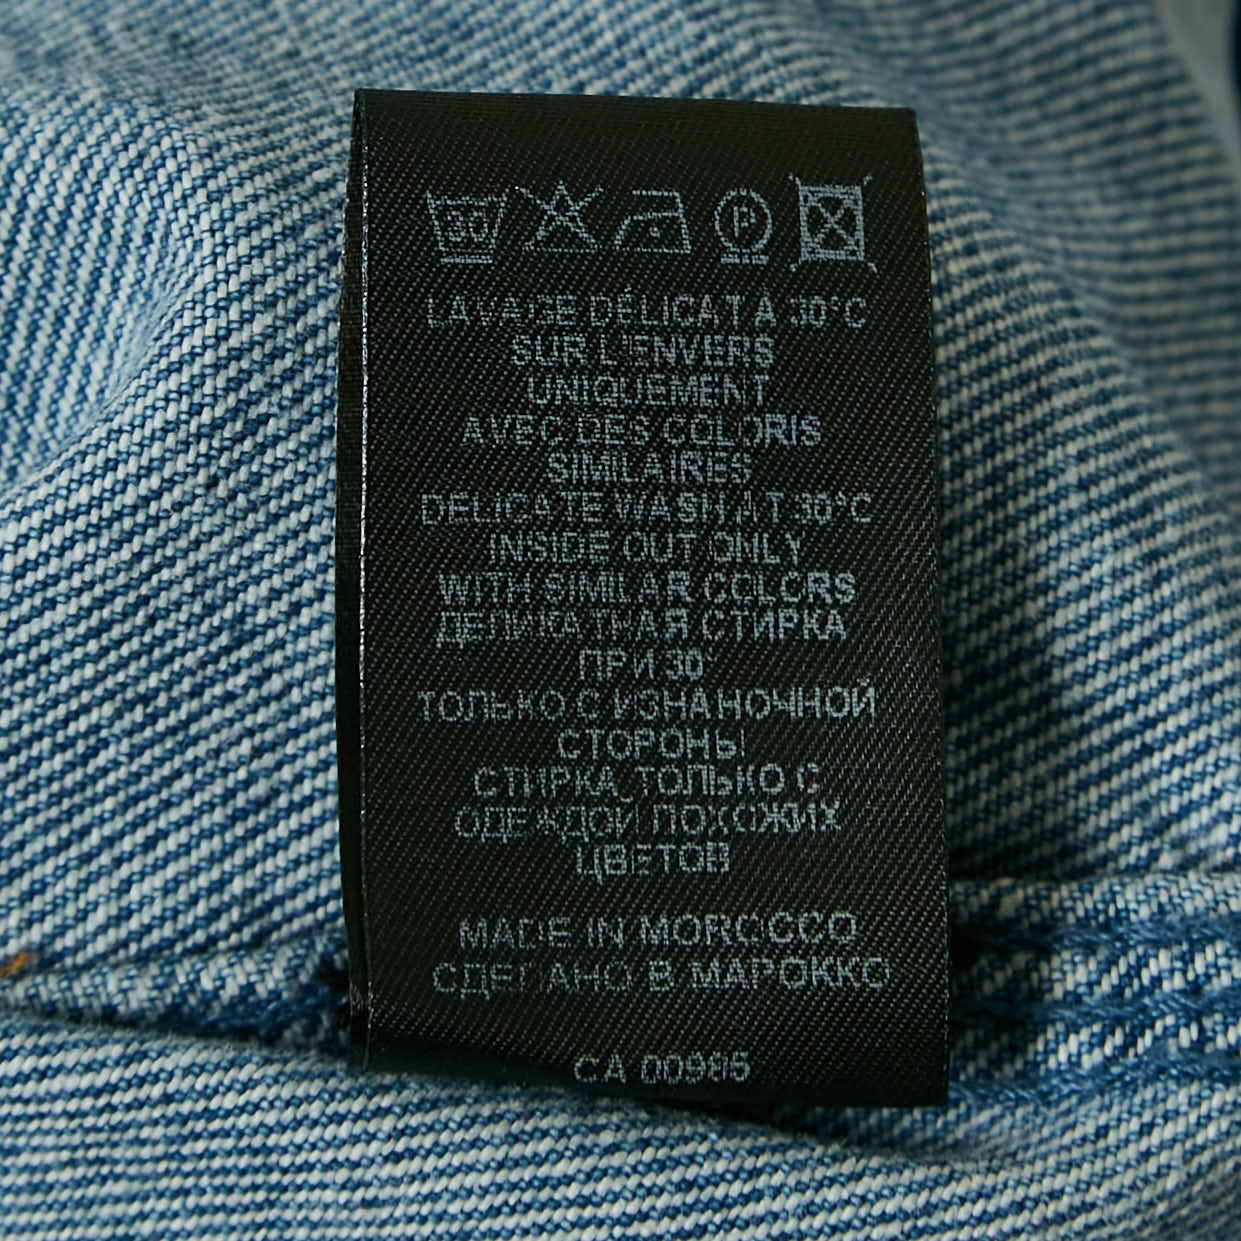 30
P
LAVAGE DÉLICAT A 30°C
SUR L'ENVERS
UNIQUEMENT
AVEC DES COLORIS
SIMILAIRES
DELICATE WASH AT 30°C
INSIDE OUT ONLY
WITH SIMILAR COLORS
ДЕЛИКАТНАЯ СТИРКА
ПРИ 30°
ТОЛЬКО С ИЗНАНОЧНОЙ
СТОРОНЫ
СТИРКА ТОЛЬКО С
ОДЕЖДОЙ ПОХОЖИХ
ЦВЕТОВ
MADE IN MOROCCO
СДЕЛАНО В МАРОККО
CA 00985